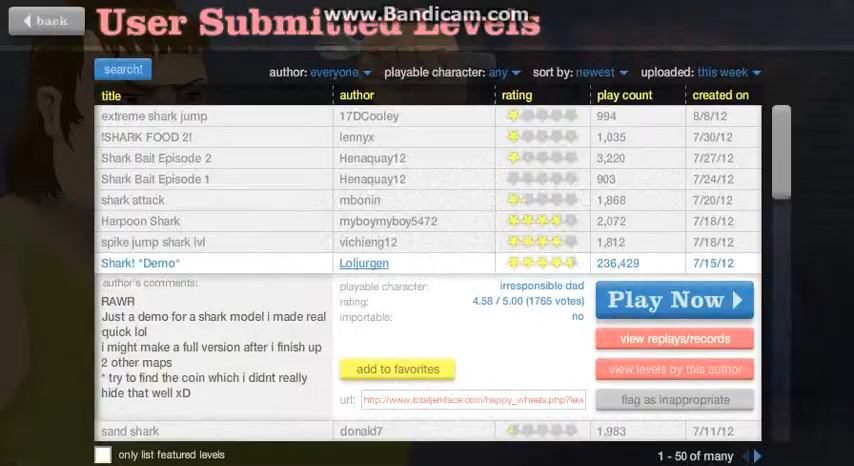 www.Bandicam.com
back
User Submitted Levels
search!
author: everyone playable character: any sort by: newest uploaded: this week
title author rating play count created on
extreme shark jump 17DCooley 994 8/8/12
!SHARK FOOD 2! lennyx 1,035 7/30/12
Shark Bait Episode 2 Henaquay12 3,220 7/27/12
Shark Bait Episode 1 Henaquay12 903 7/24/12
shark attack mbonin 1,868 7/20/12
Harpoon Shark myboymyboy5472 2,072 7/18/12
spike jump shark lvl vichieng12 1,812 7/18/12
Shark! *Demo* Loljurgen 236,429 7/15/12
author's comments:
RAWR
Just a demo for a shark model i made real
quick lol
i might make a full version after i finish up
2 other maps
* try to find the coin which i didnt really
hide that well xD
playable character: irresponsible dad
rating: 4.58 / 5.00 (1765 votes)
importable: no
add to favorites
url: http://www.totaljerkface.com/happy_wheels.php?leve
Play Now
view replays/records
view levels by this author
flag as inappropriate
sand shark donald7 1,983 7/11/12
only list featured levels
1 - 50 of many